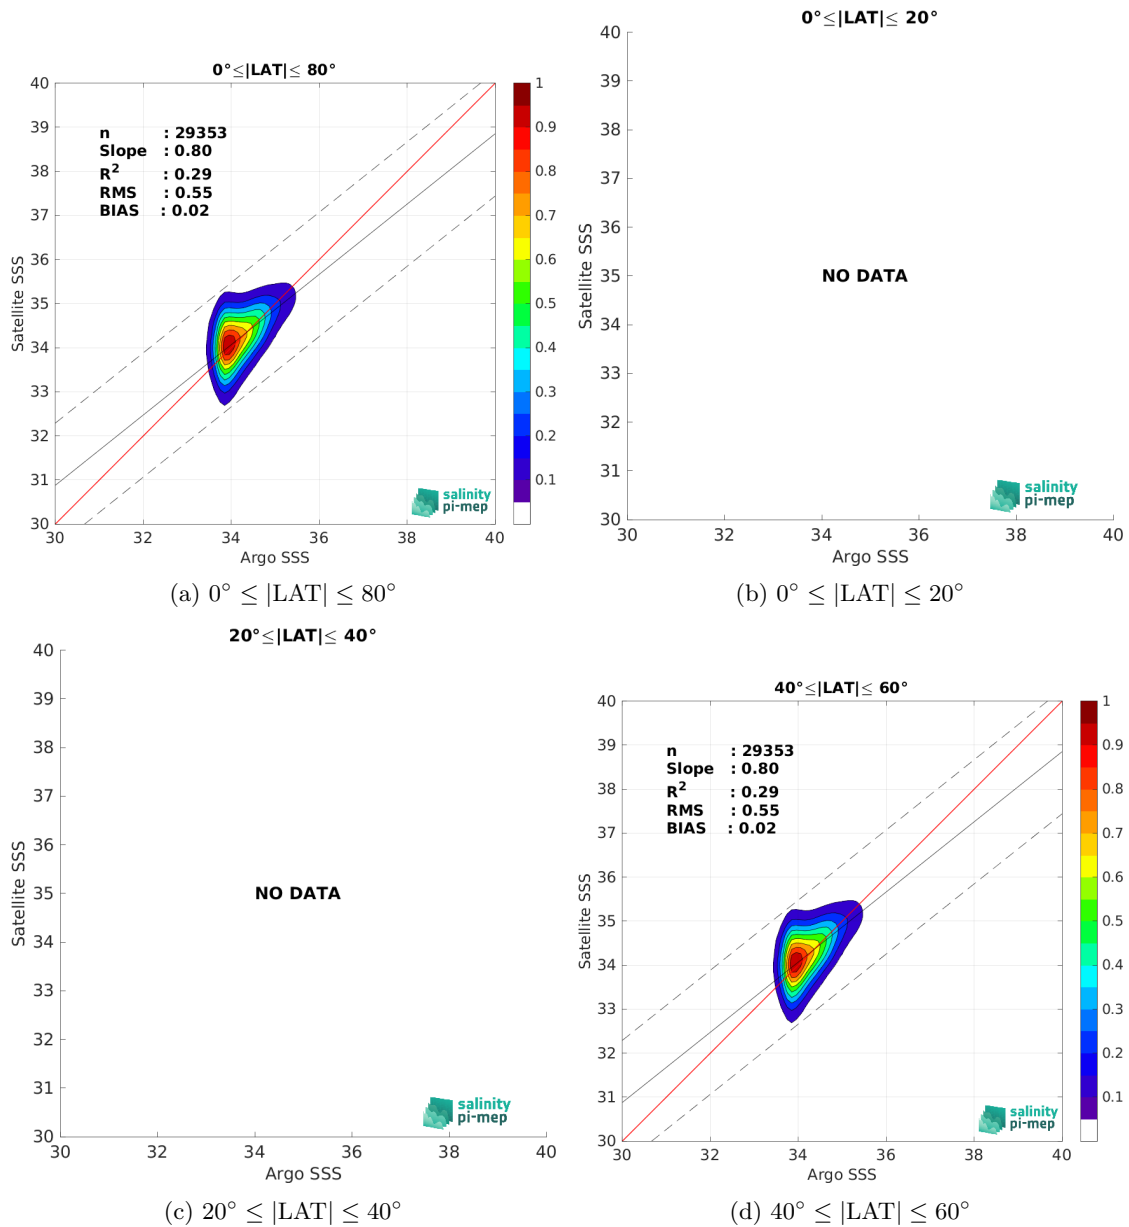 0°≤|LAT|≤ 80°
40
39
38
37
36
35
34
33
32
31
30
Satellite SSS
n : 29353
Slope : 0.80
R² : 0.29
RMS : 0.55
BIAS : 0.02
salinity
pi-mep
30 32 34 36 38 40
Argo SSS
1
0.9
0.8
0.7
0.6
0.5
0.4
0.3
0.2
0.1
(a) 0° ≤ |LAT| ≤ 80°
0°≤|LAT|≤ 20°
40
39
38
37
36
35
34
33
32
31
30
Satellite SSS
NO DATA
salinity
pi-mep
30 32 34 36 38 40
Argo SSS
(b) 0° ≤ |LAT| ≤ 20°
20°≤|LAT|≤ 40°
40
39
38
37
36
35
34
33
32
31
30
Satellite SSS
NO DATA
salinity
pi-mep
30 32 34 36 38 40
Argo SSS
(c) 20° ≤ |LAT| ≤ 40°
40°≤|LAT|≤ 60°
40
39
38
37
36
35
34
33
32
31
30
Satellite SSS
n : 29353
Slope : 0.80
R² : 0.29
RMS : 0.55
BIAS : 0.02
salinity
pi-mep
30 32 34 36 38 40
Argo SSS
1
0.9
0.8
0.7
0.6
0.5
0.4
0.3
0.2
0.1
(d) 40° ≤ |LAT| ≤ 60°